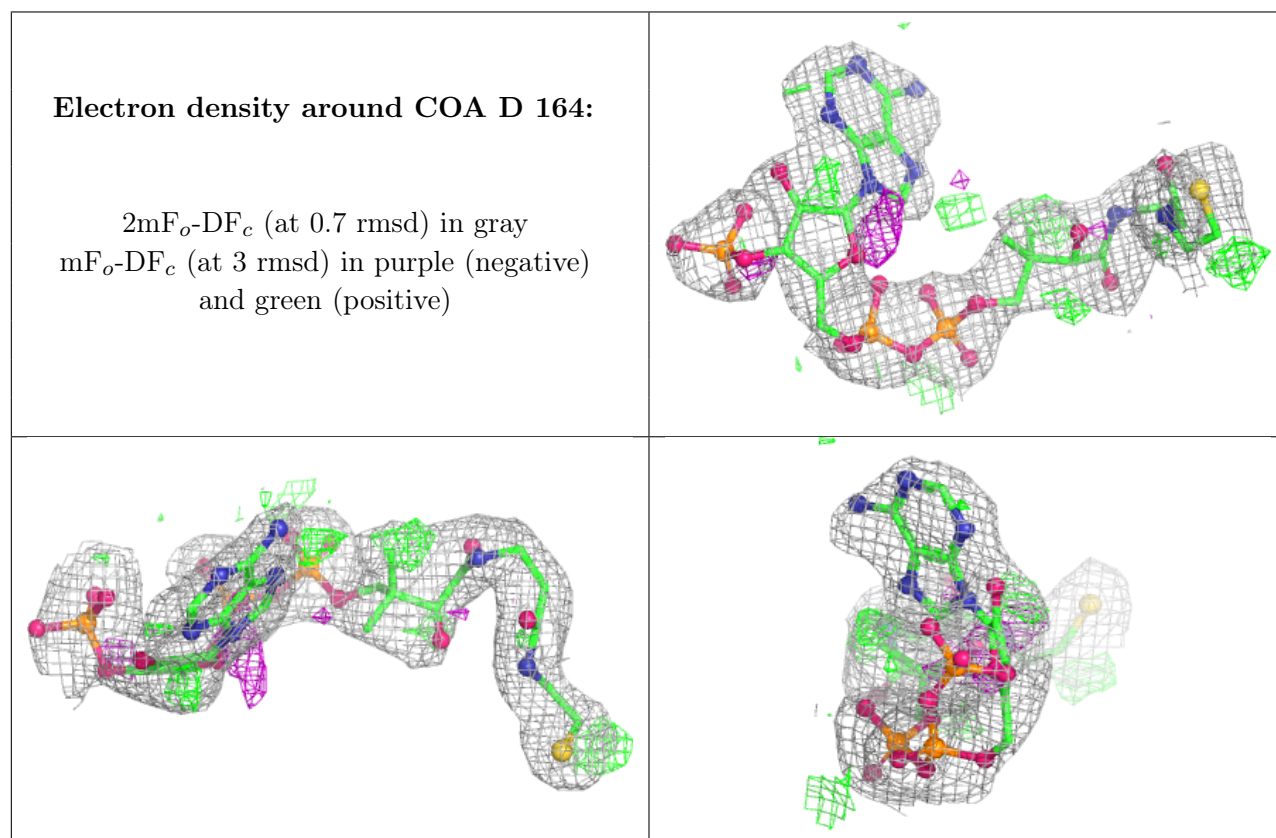 Electron density around COA D 164:
2mFo-DFc (at 0.7 rmsd) in gray
mFo-DFc (at 3 rmsd) in purple (negative)
and green (positive)